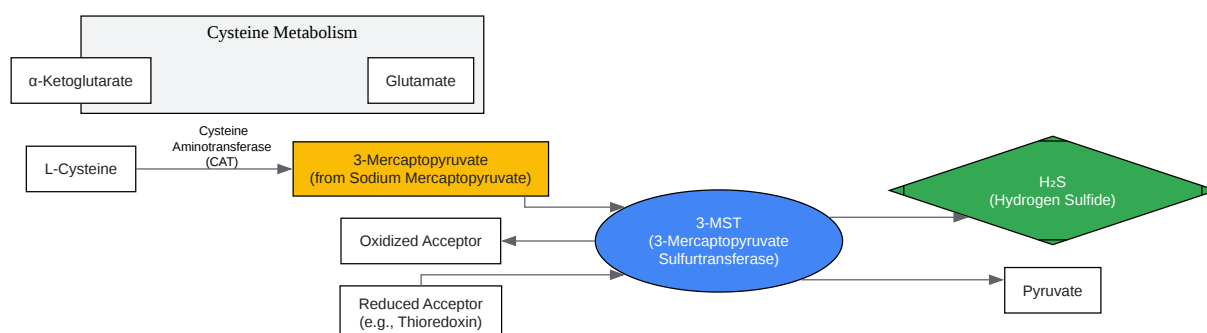 Cysteine Metabolism
α-Ketoglutarate
Glutamate
Cysteine
Aminotransferase
(CAT)
L-Cysteine
3-Mercaptopyruvate
(from Sodium Mercaptopyruvate)
H₂S
(Hydrogen Sulfide)
3-MST
(3-Mercaptopyruvate
Sulfurtransferase)
Oxidized Acceptor
Reduced Acceptor
(e.g., Thioredoxin)
Pyruvate